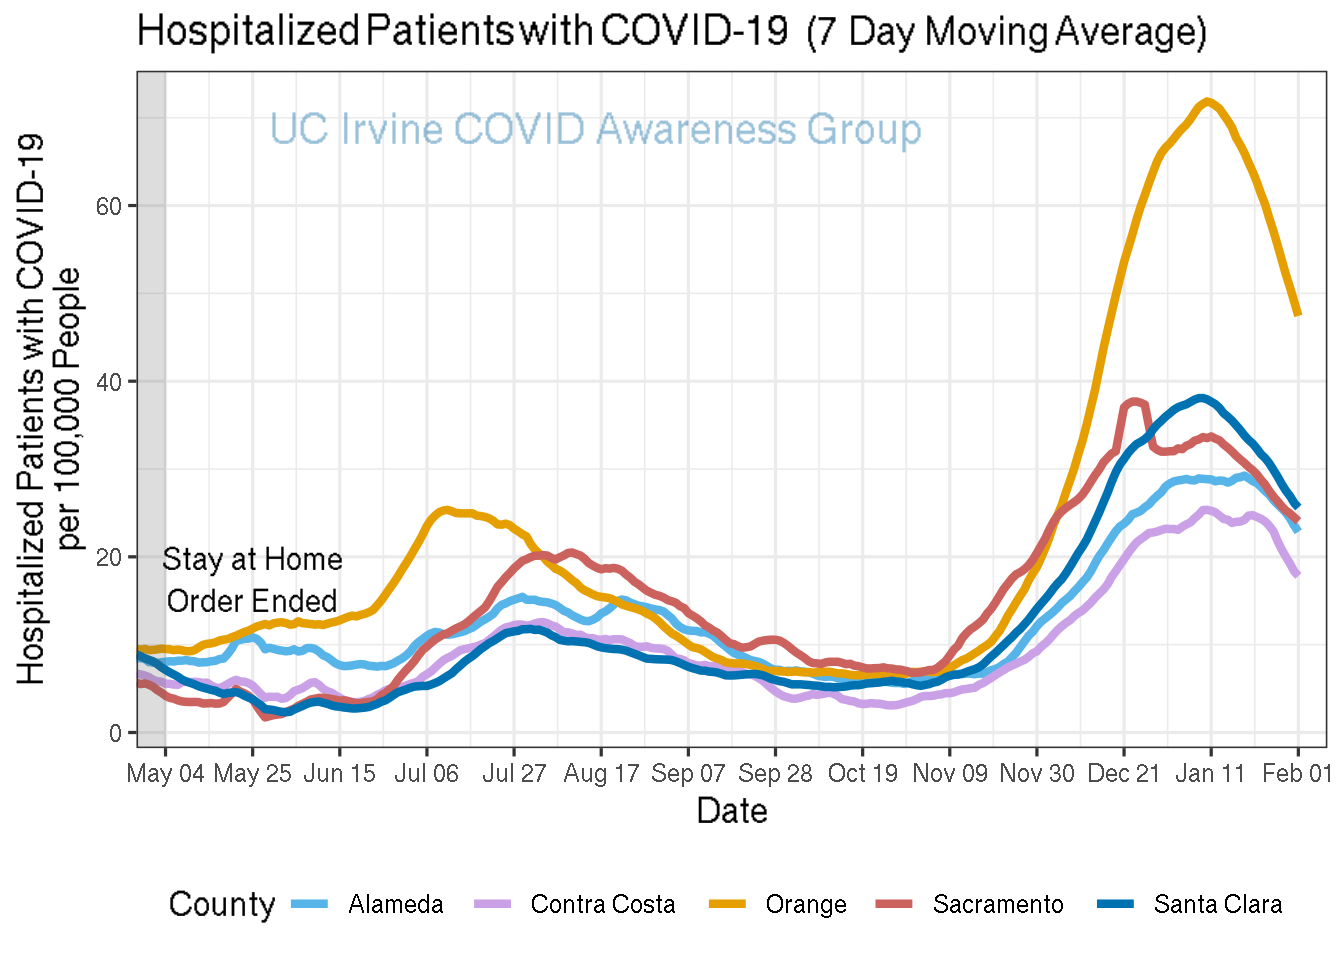 Hospitalized Patients with COVID-19 (7 Day Moving Average)
UC Irvine COVID Awareness Group
Hospitalized Patients with COVID-19
per 100,000 People
60
40
20
0
Stay at Home
Order Ended
May 04 May 25 Jun 15 Jul 06 Jul 27 Aug 17 Sep 07 Sep 28 Oct 19 Nov 09 Nov 30 Dec 21 Jan 11 Feb 01
Date
County Alameda Contra Costa Orange Sacramento Santa Clara